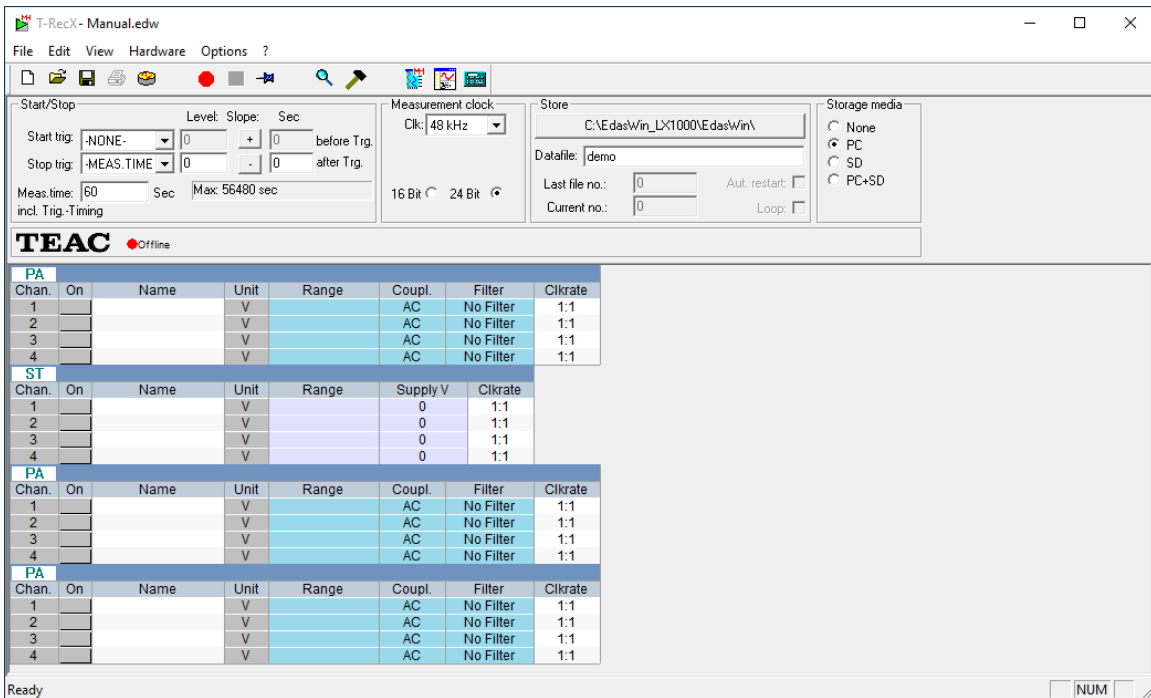 T-RecX - Manual.edw
File Edit View Hardware Options ?
Start/Stop
Level: Slope: Sec
Start trig: -NONE- 0 + 0 before Trg.
Stop trig: -MEAS.TIME 0 - 0 after Trg.
Meas.time: 60 Sec Max: 56480 sec
incl. Trig.-Timing
Measurement clock
Clk: 48 kHz
16 Bit 24 Bit
Store
C:\EdasWin_LX1000\EdasWin\
Datafile: demo
Last file no.: 0 Aut. restart:
Current no.: 0 Loop:
Storage media
None
PC
SD
PC+SD
TEAC Offline
PA
Chan. On Name Unit Range Coupl. Filter Clkrate
1 V AC No Filter 1:1
2 V AC No Filter 1:1
3 V AC No Filter 1:1
4 V AC No Filter 1:1
ST
Chan. On Name Unit Range Supply V Clkrate
1 V 0 1:1
2 V 0 1:1
3 V 0 1:1
4 V 0 1:1
PA
Chan. On Name Unit Range Coupl. Filter Clkrate
1 V AC No Filter 1:1
2 V AC No Filter 1:1
3 V AC No Filter 1:1
4 V AC No Filter 1:1
PA
Chan. On Name Unit Range Coupl. Filter Clkrate
1 V AC No Filter 1:1
2 V AC No Filter 1:1
3 V AC No Filter 1:1
4 V AC No Filter 1:1
Ready NUM